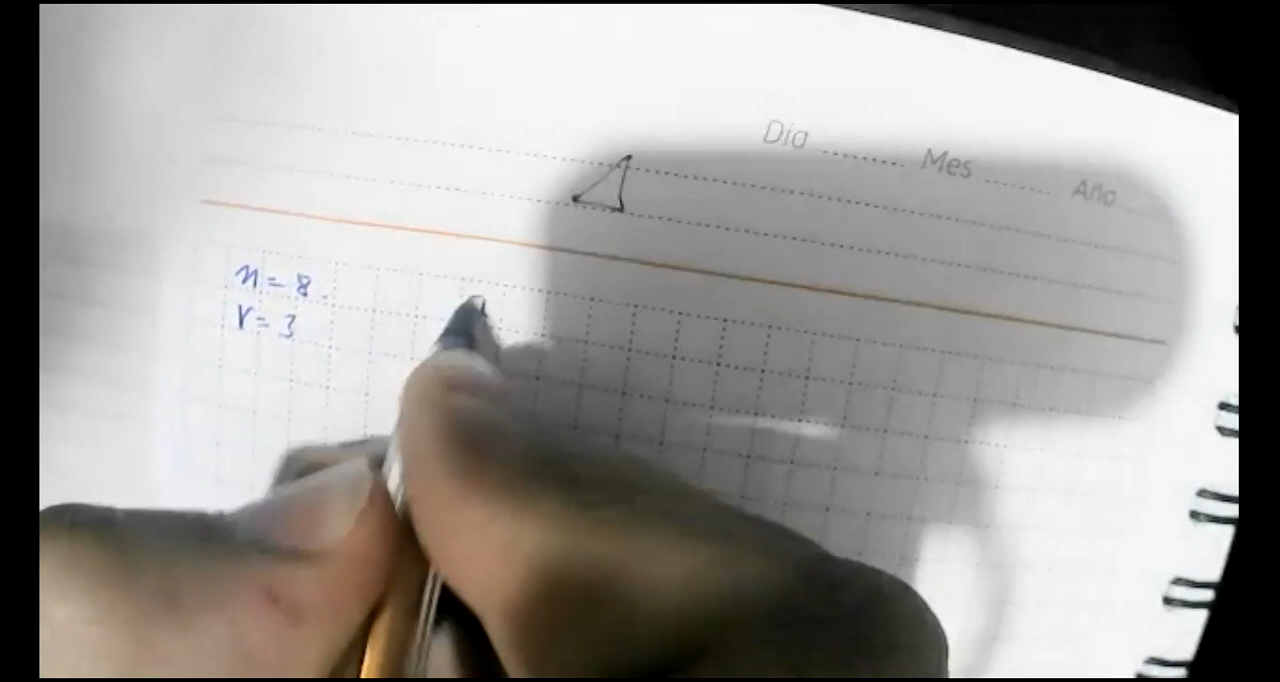 Día ........ Mes ...... Año
n = 8
r = 3